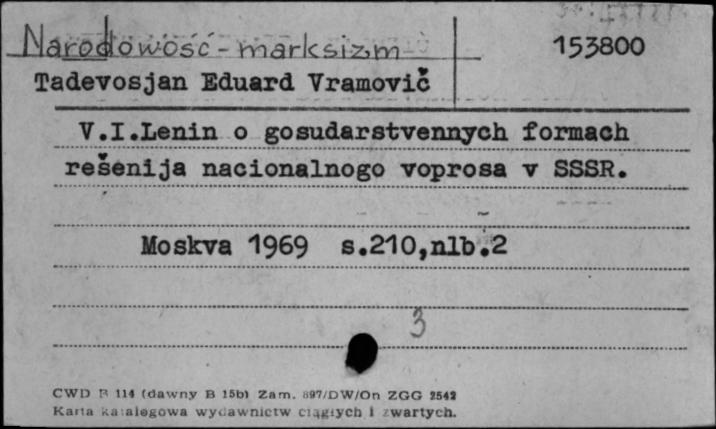 Narodowość - marksizm 153800
Tadevosjan Eduard Vramovič
V.I.Lenin o gosudarstvennych formach
rešenija nacionalnogo voprosa v SSSR.
Moskva 1969 s.210,nlb.2
3
CWD B 114 (dawny B 15b) Zam. 897/DW/On ZGG 2542
Karta katalogowa wydawnictw ciągłych i zwartych.